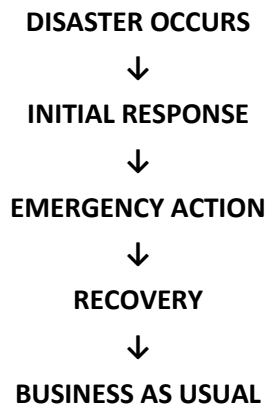 DISASTER OCCURS
↓
INITIAL RESPONSE
↓
EMERGENCY ACTION
↓
RECOVERY
↓
BUSINESS AS USUAL